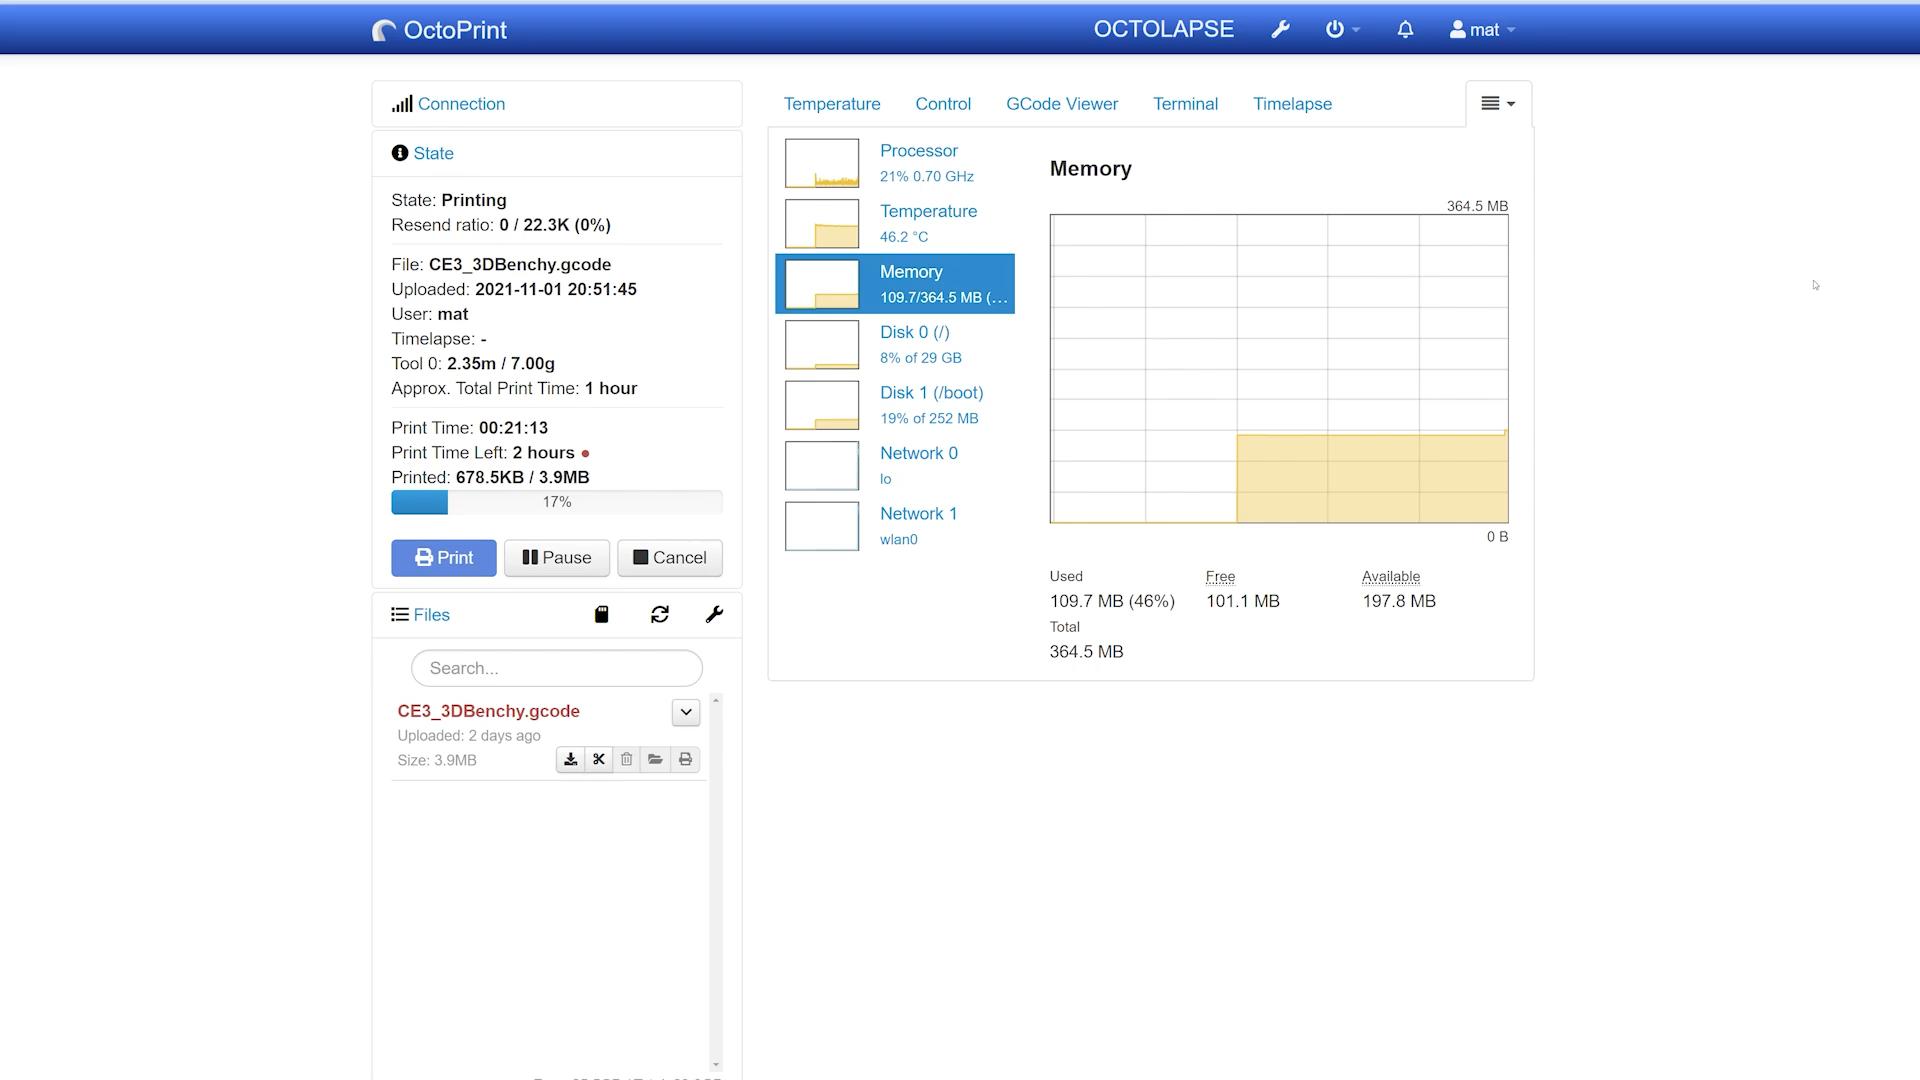 OctoPrint
OCTOLAPSE
mat
Connection
State
State: Printing
Resend ratio: 0 / 22.3K (0%)
File: CE3_3DBenchy.gcode
Uploaded: 2021-11-01 20:51:45
User: mat
Timelapse: -
Tool 0: 2.35m / 7.00g
Approx. Total Print Time: 1 hour
Print Time: 00:21:13
Print Time Left: 2 hours
Printed: 678.5KB / 3.9MB
17%
Print
Pause
Cancel
Files
Search...
CE3_3DBenchy.gcode
Uploaded: 2 days ago
Size: 3.9MB
Temperature
Control
GCode Viewer
Terminal
Timelapse
Processor
21% 0.70 GHz
Temperature
46.2 °C
Memory
109.7/364.5 MB (...
Disk 0 (/)
8% of 29 GB
Disk 1 (/boot)
19% of 252 MB
Network 0
lo
Network 1
wlan0
Memory
364.5 MB
0 B
Used
109.7 MB (46%)
Free
101.1 MB
Available
197.8 MB
Total
364.5 MB